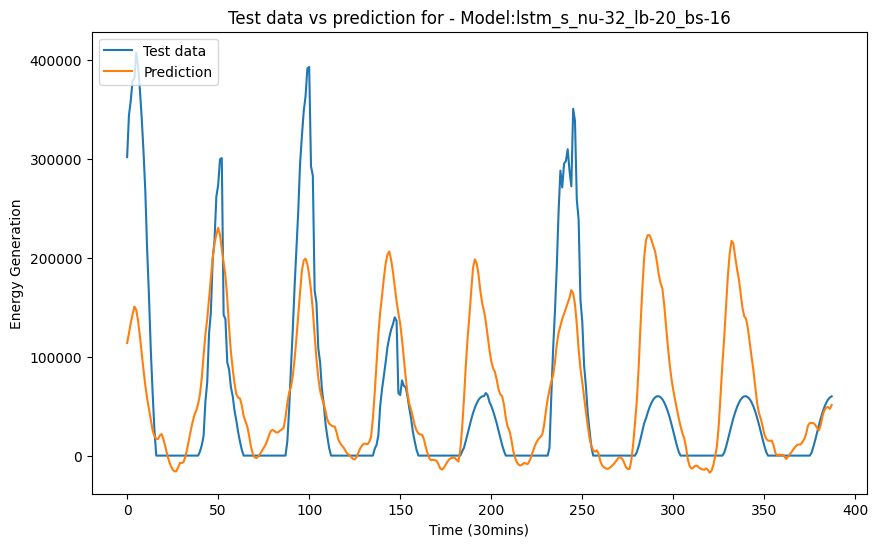 Test data vs prediction for - Model:lstm_s_nu-32_lb-20_bs-16
Test data
Prediction
400000
300000
200000
100000
0
Energy Generation
0 50 100 150 200 250 300 350 400
Time (30mins)